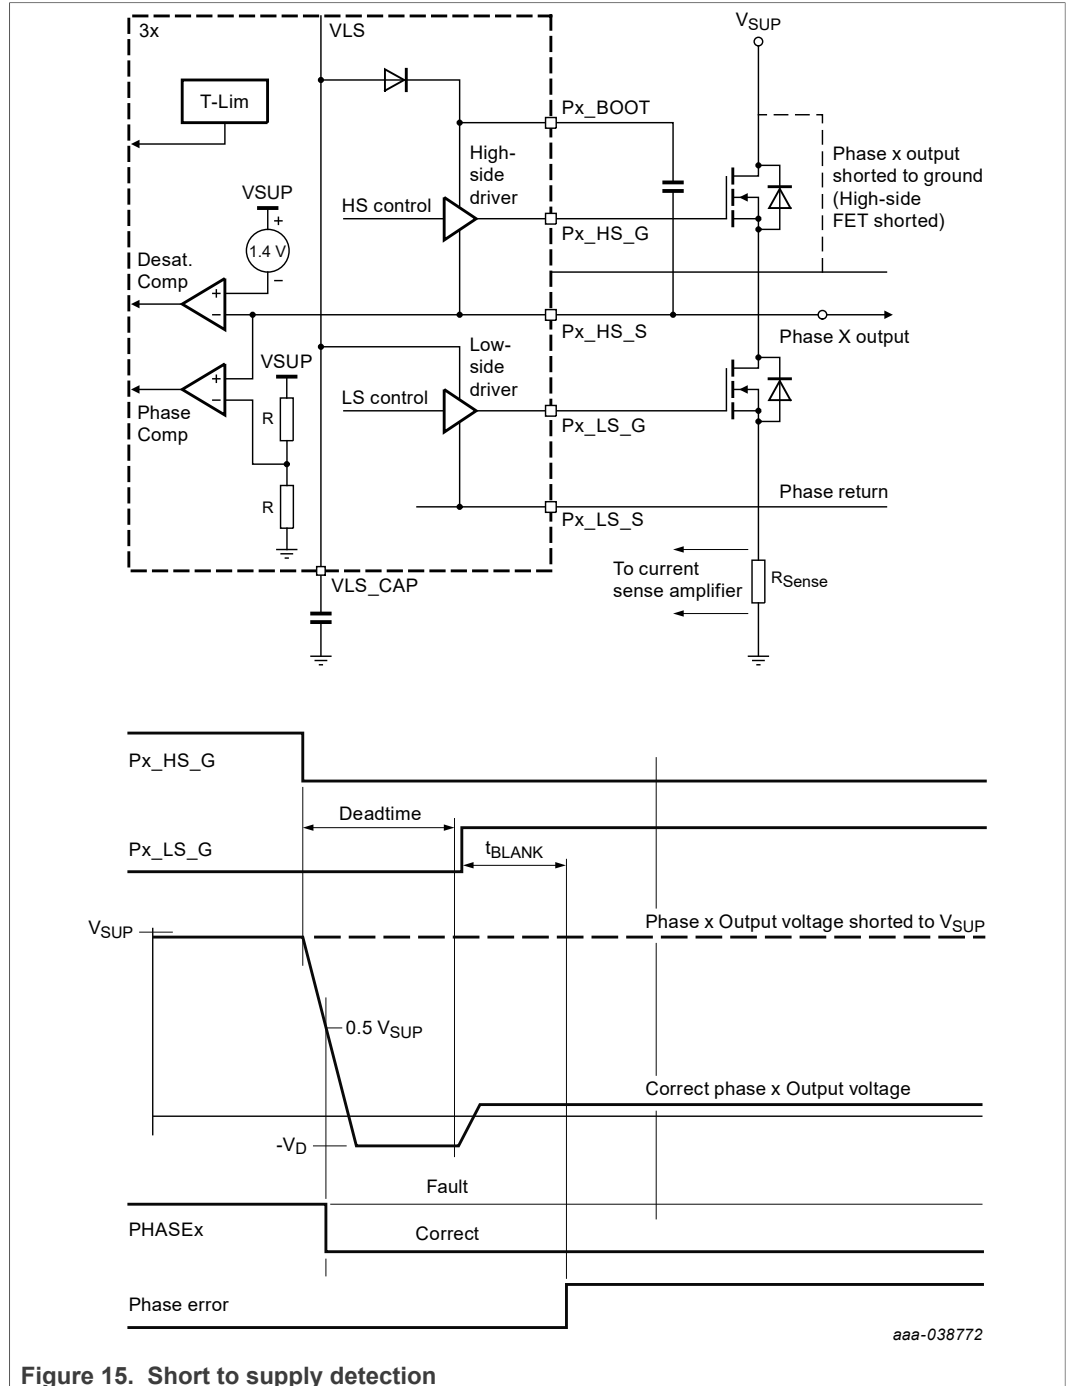 3x
VLS
VSUP
T-Lim
Px_BOOT
High-
side
driver
Phase x output
shorted to ground
(High-side
FET shorted)
VSUP
+
1.4 V
–
HS control
Px_HS_G
Desat.
Comp
+
–
Px_HS_S
Phase X output
Low-
side
driver
VSUP
+
–
LS control
Phase
Comp
R
Px_LS_G
R
Phase return
Px_LS_S
To current
sense amplifier
RSense
VLS_CAP
Px_HS_G
Deadtime
Px_LS_G
tBLANK
VSUP
Phase x Output voltage shorted to VSUP
0.5 VSUP
Correct phase x Output voltage
-VD
Fault
PHASEx
Correct
Phase error
aaa-038772
Figure 15. Short to supply detection